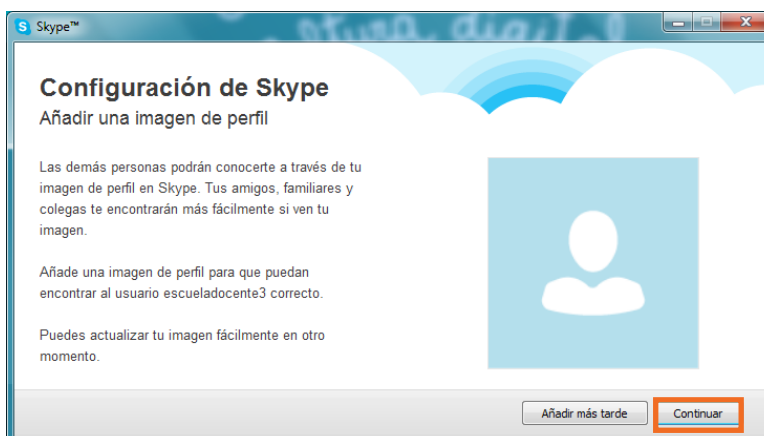 Skype™
Configuración de Skype
Añadir una imagen de perfil
Las demás personas podrán conocerte a través de tu
imagen de perfil en Skype. Tus amigos, familiares y
colegas te encontrarán más fácilmente si ven tu
imagen.
Añade una imagen de perfil para que puedan
encontrar al usuario escueladocente3 correcto.
Puedes actualizar tu imagen fácilmente en otro
momento.
Añadir más tarde
Continuar